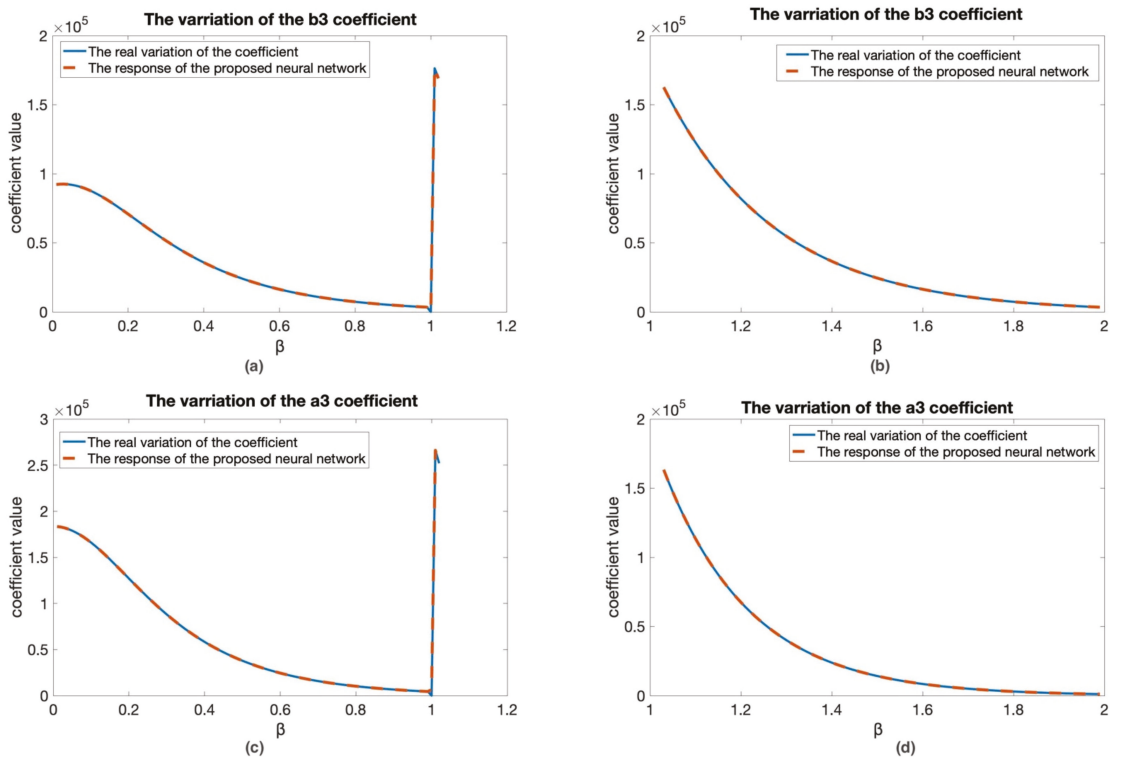 The varriation of the b3 coefficient
×10⁵
2
1.5
1
0.5
0
coefficient value
The real variation of the coefficient
The response of the proposed neural network
0 0.2 0.4 0.6 0.8 1 1.2
β
(a)
The varriation of the b3 coefficient
×10⁵
2
1.5
1
0.5
0
coefficient value
The real variation of the coefficient
The response of the proposed neural network
1 1.2 1.4 1.6 1.8 2
β
(b)
The varriation of the a3 coefficient
×10⁵
3
2.5
2
1.5
1
0.5
0
coefficient value
The real variation of the coefficient
The response of the proposed neural network
0 0.2 0.4 0.6 0.8 1 1.2
β
(c)
The varriation of the a3 coefficient
×10⁵
2
1.5
1
0.5
0
coefficient value
The real variation of the coefficient
The response of the proposed neural network
1 1.2 1.4 1.6 1.8 2
β
(d)